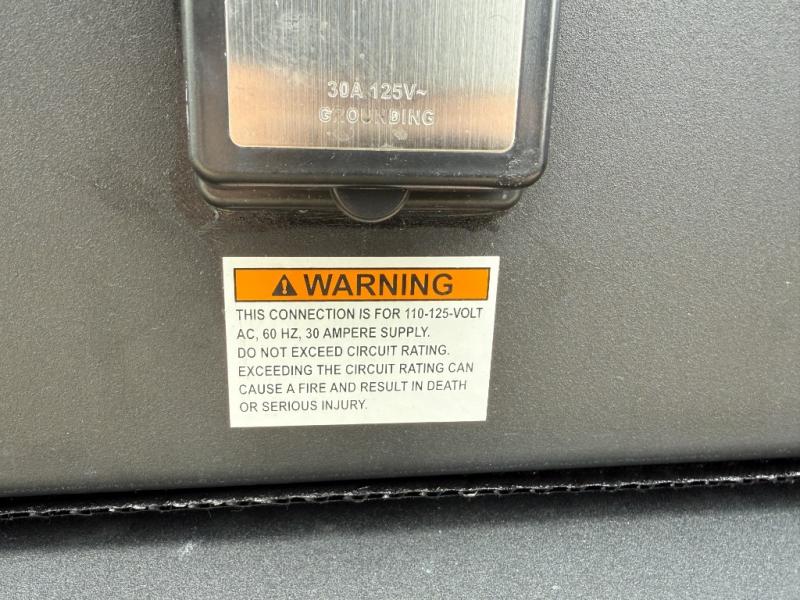 30A 125V~
GROUNDING
WARNING
THIS CONNECTION IS FOR 110-125-VOLT
AC, 60 HZ, 30 AMPERE SUPPLY.
DO NOT EXCEED CIRCUIT RATING.
EXCEEDING THE CIRCUIT RATING CAN
CAUSE A FIRE AND RESULT IN DEATH
OR SERIOUS INJURY.